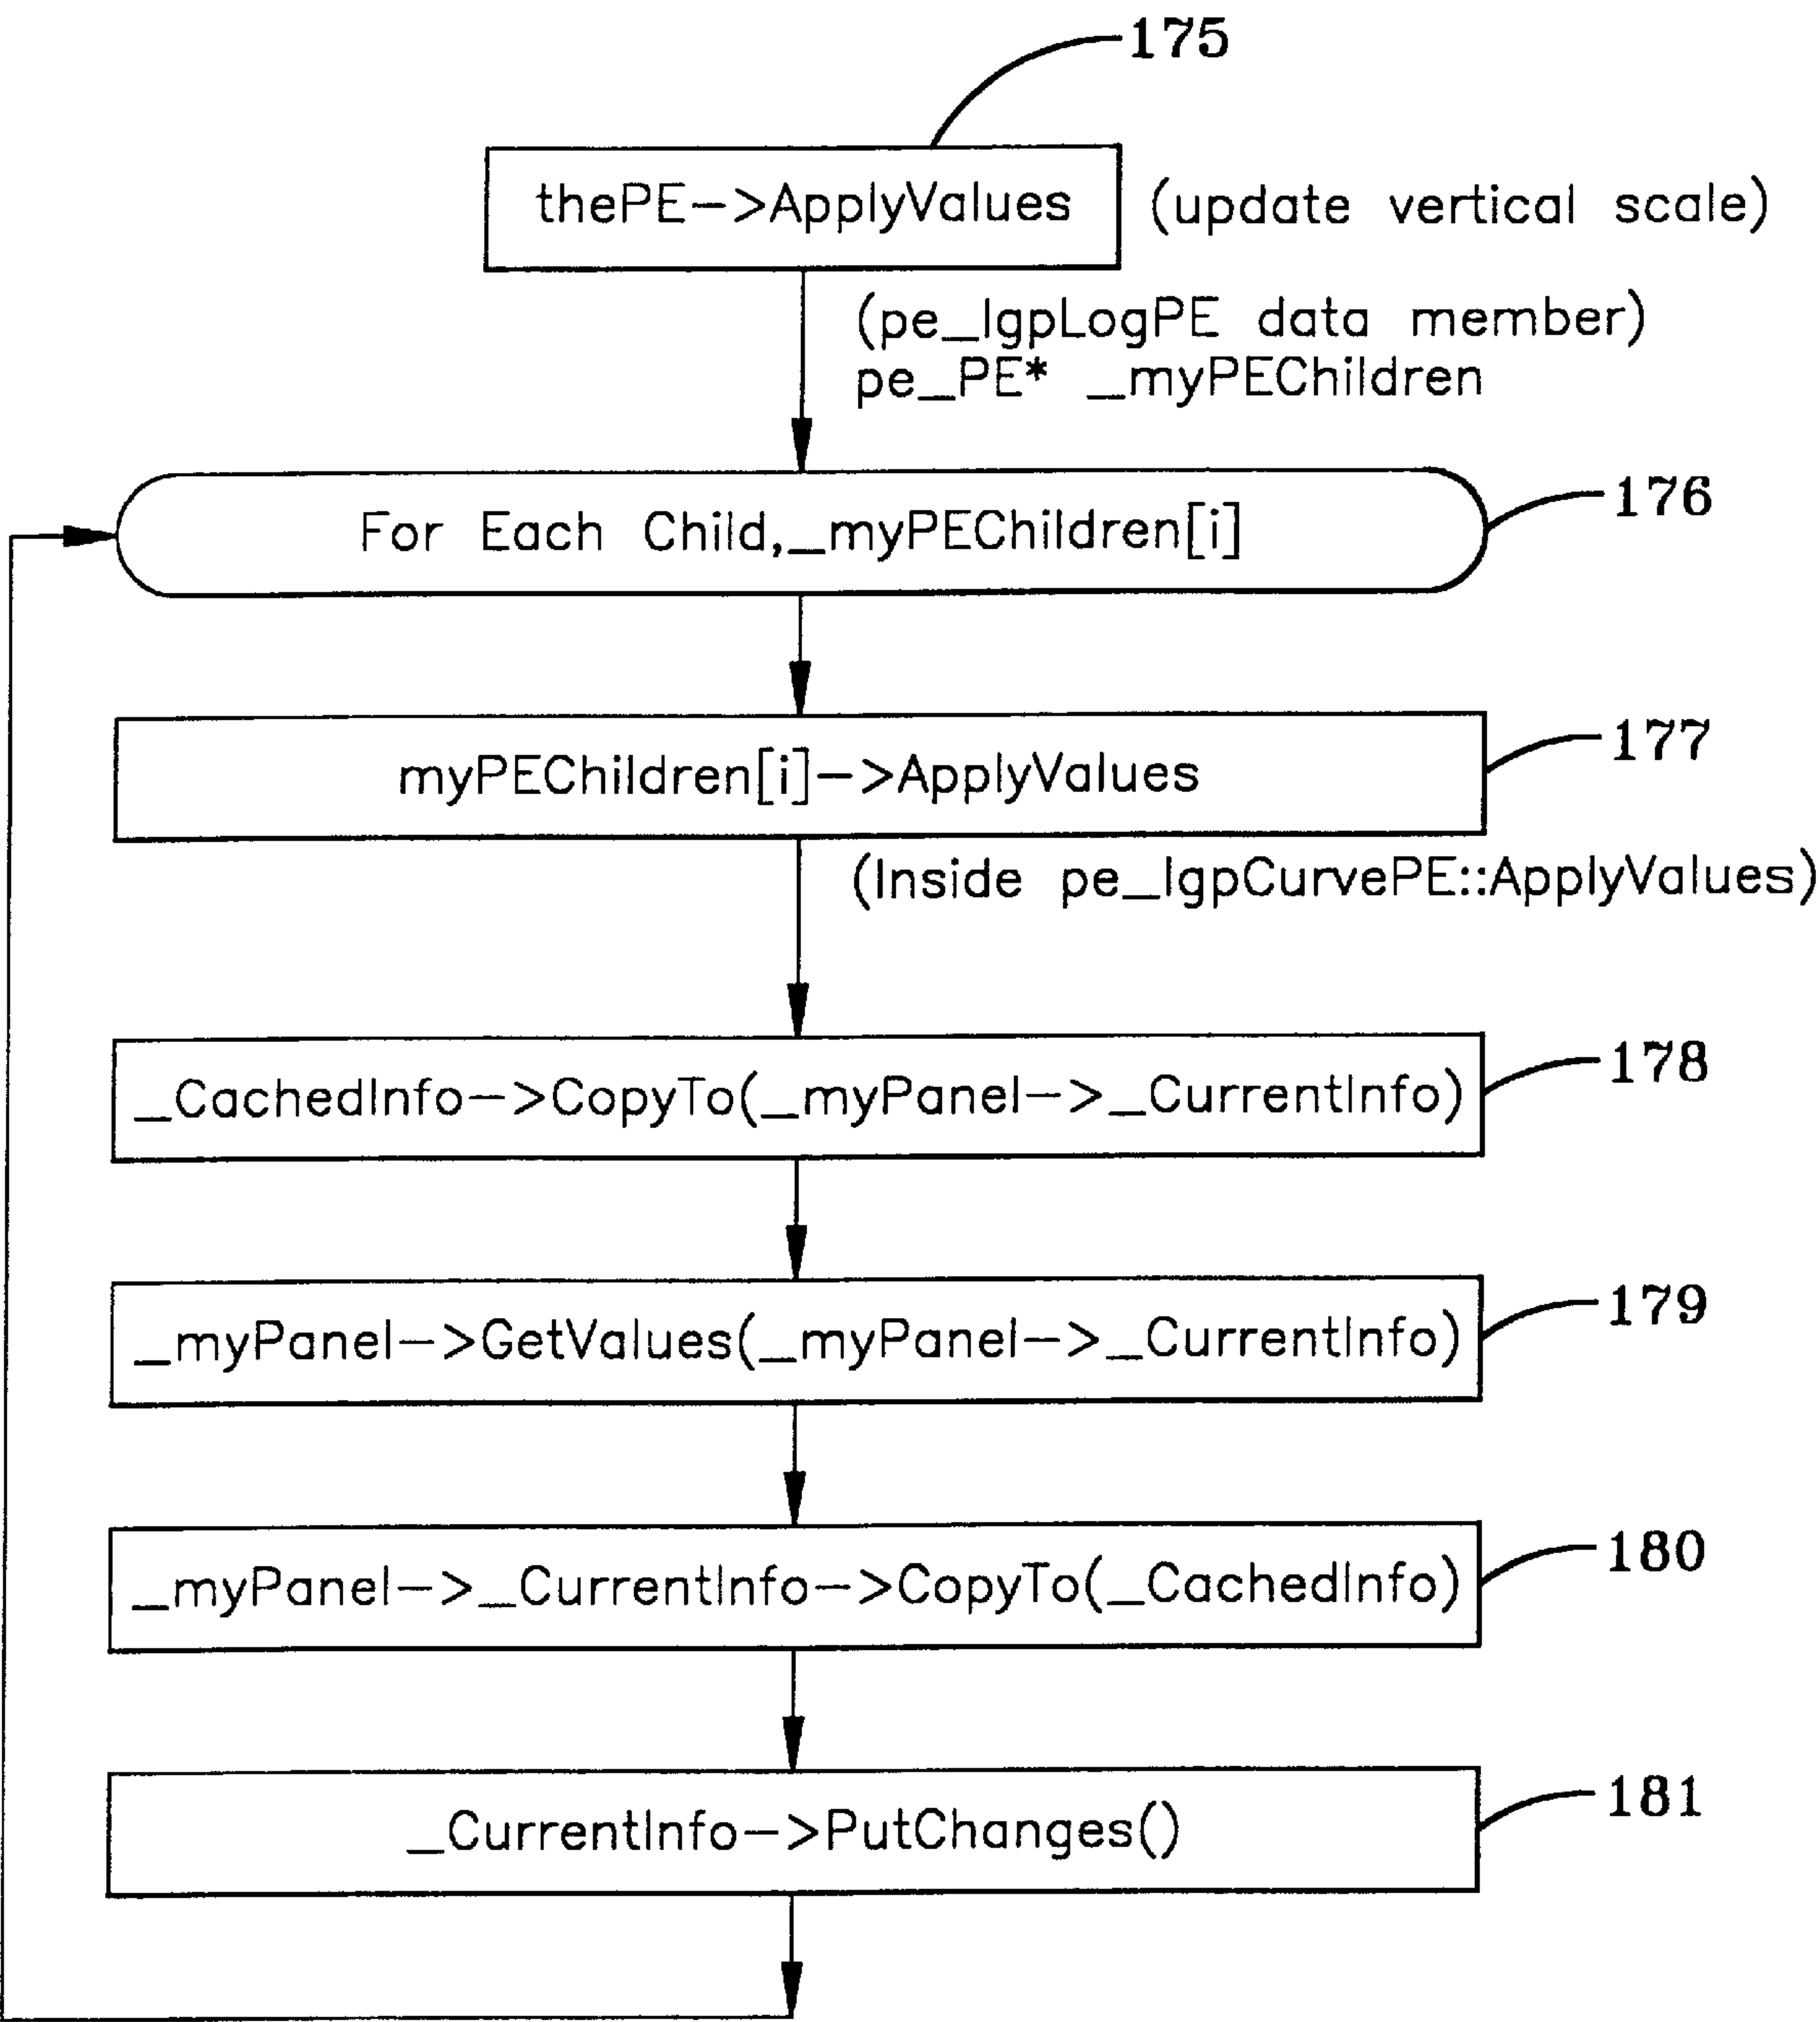 175
thePE->ApplyValues (update vertical scale)
(pe_lgpLogPE data member)
pe_PE* _myPEChildren
For Each Child,_myPEChildren[i]
176
myPEChildren[i]->ApplyValues
177
(Inside pe_lgpCurvePE::ApplyValues)
_CachedInfo->CopyTo(_myPanel->_CurrentInfo)
178
_myPanel->GetValues(_myPanel->_CurrentInfo)
179
_myPanel->_CurrentInfo->CopyTo(_CachedInfo)
180
_CurrentInfo->PutChanges()
181